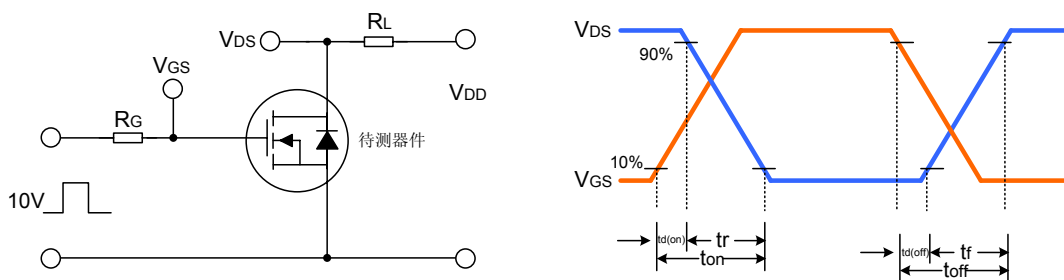 RL
VDS
VGS
VDD
RG
待测器件
10V
VDS
90%
10%
VGS
td(on)
tr
ton
td(off)
tf
toff